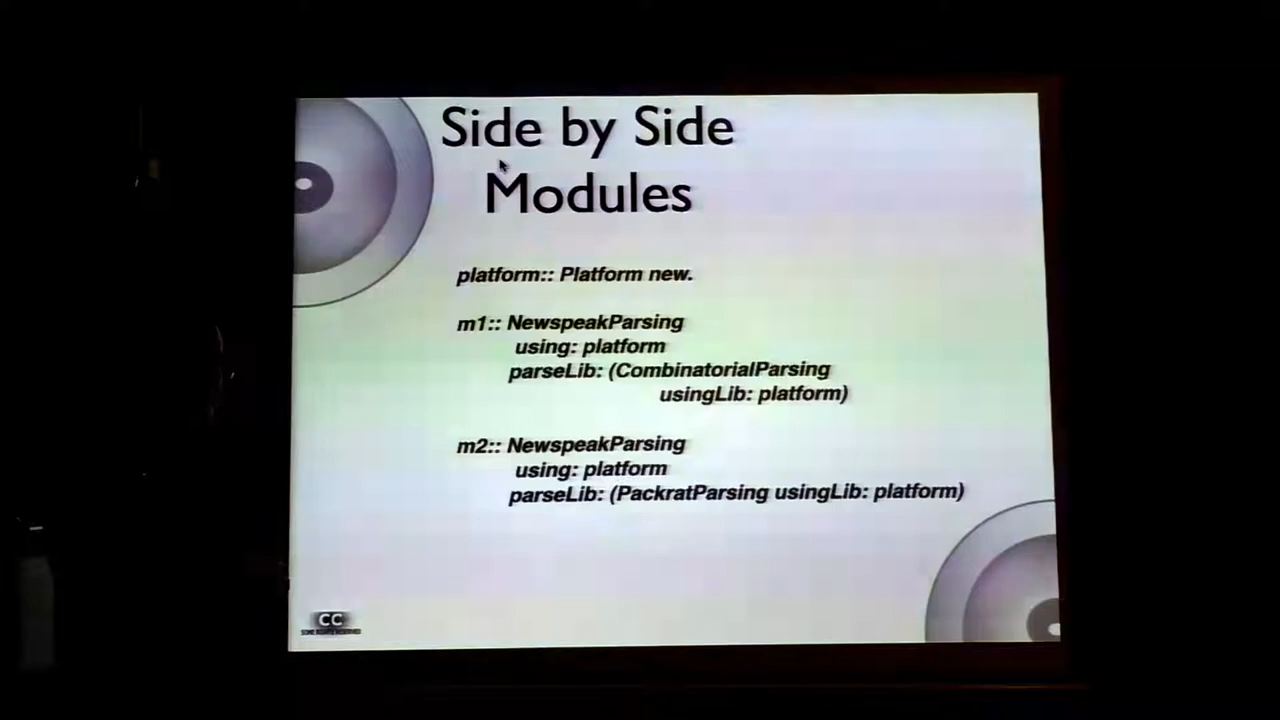 Side by Side
Modules
platform:: Platform new.
m1:: NewspeakParsing
using: platform
parseLib: (CombinatorialParsing
usingLib: platform)
m2:: NewspeakParsing
using: platform
parseLib: (PackratParsing usingLib: platform)
CC